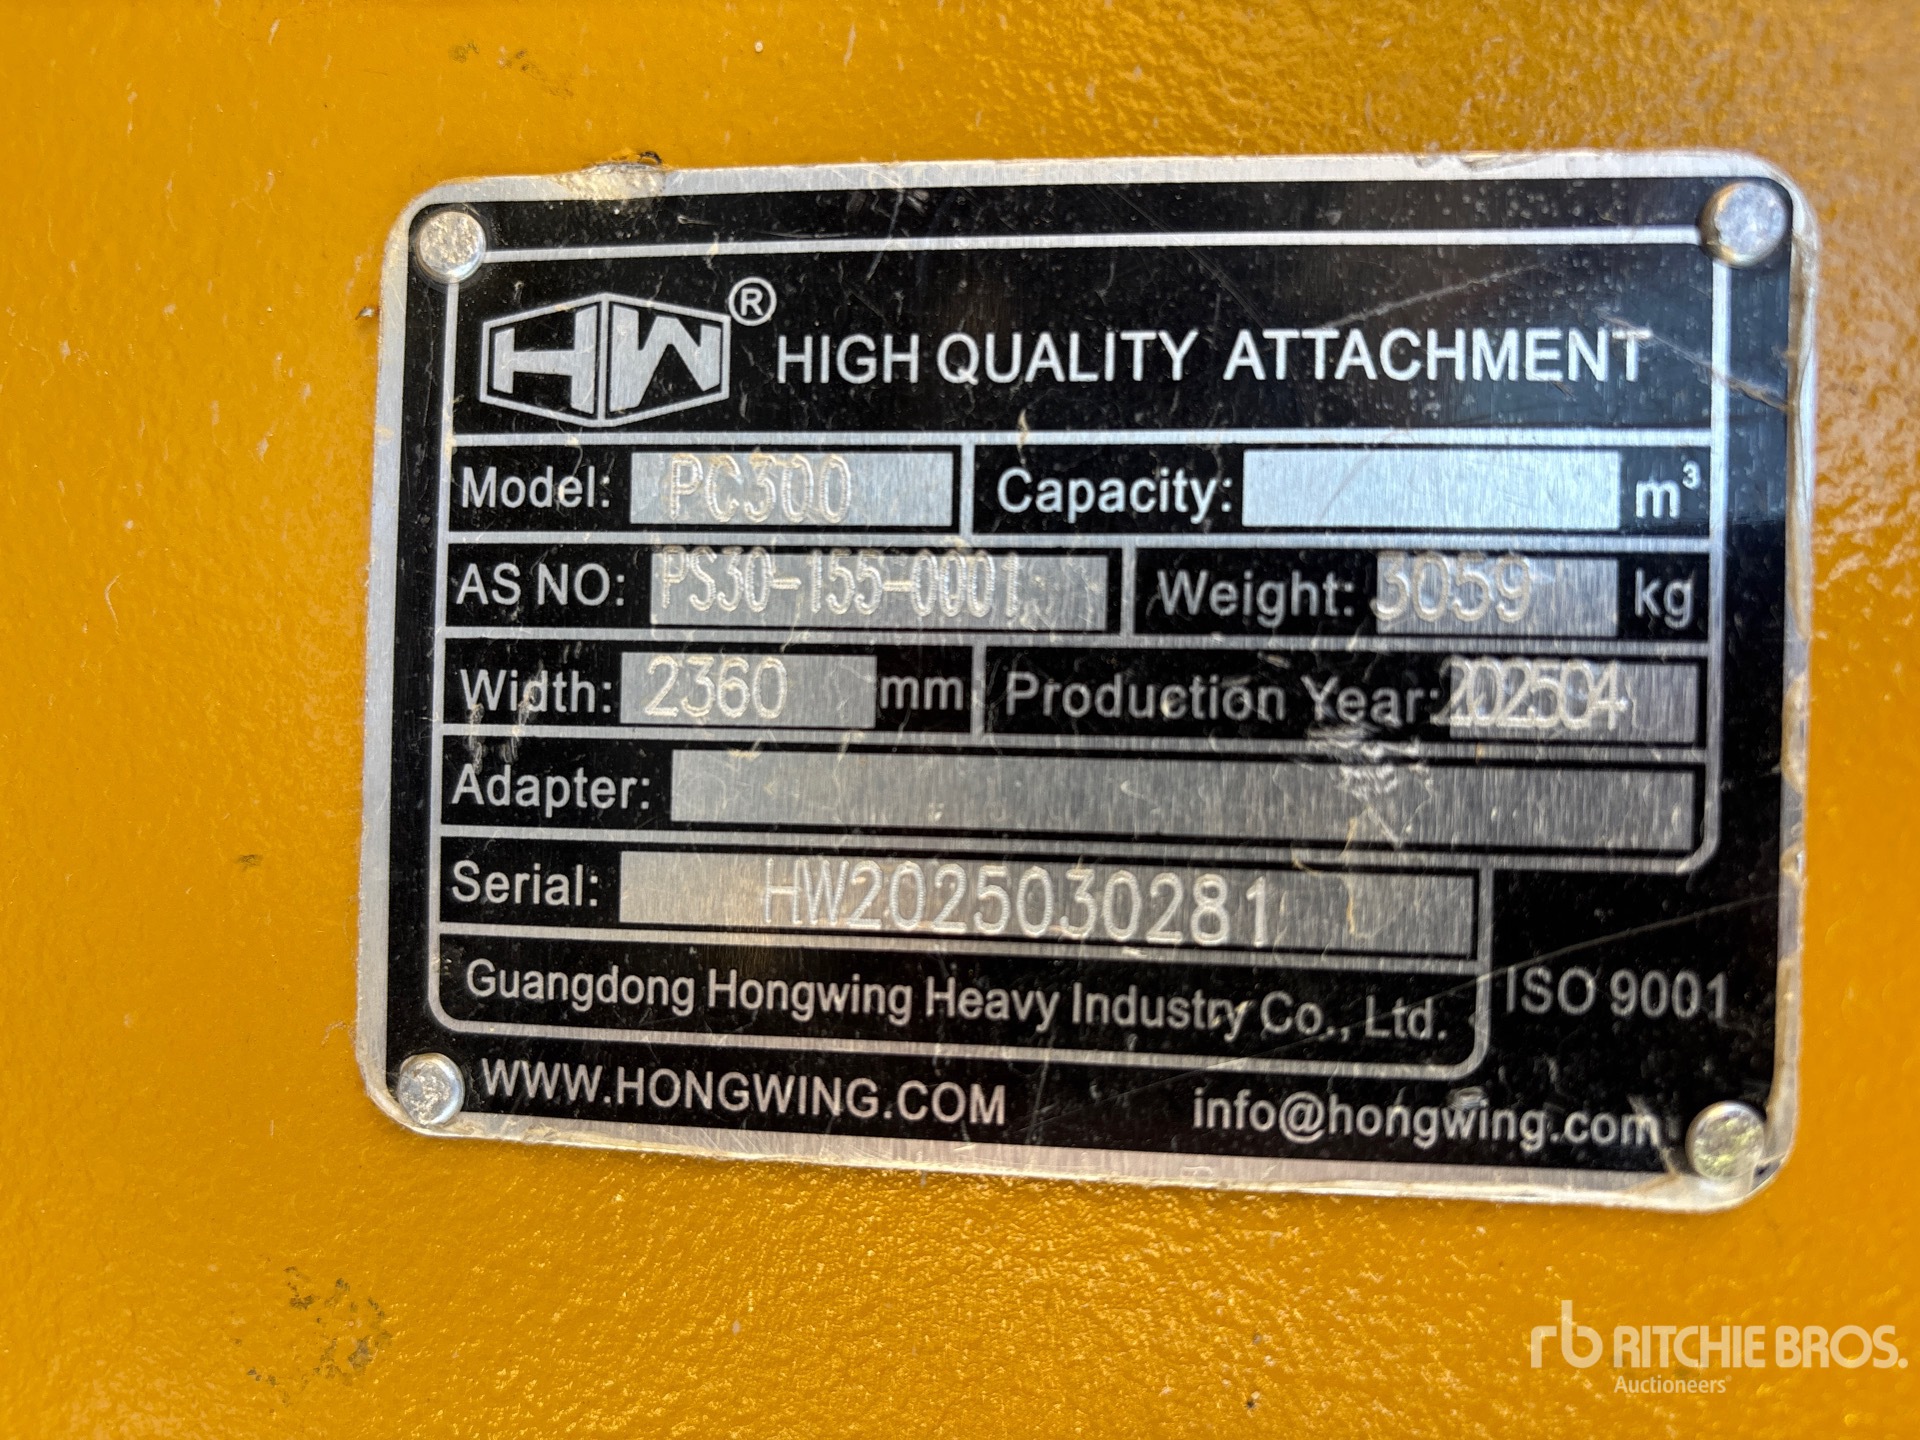 HW® HIGH QUALITY ATTACHMENT
Model: PC300 Capacity: m³
AS NO: PS30-155-0001 Weight: 3059 kg
Width: 2360 mm Production Year: 202504
Adapter:
Serial: HW2025030281
Guangdong Hongwing Heavy Industry Co., Ltd. ISO 9001
WWW.HONGWING.COM info@hongwing.com
rb RITCHIE BROS.
Auctioneers